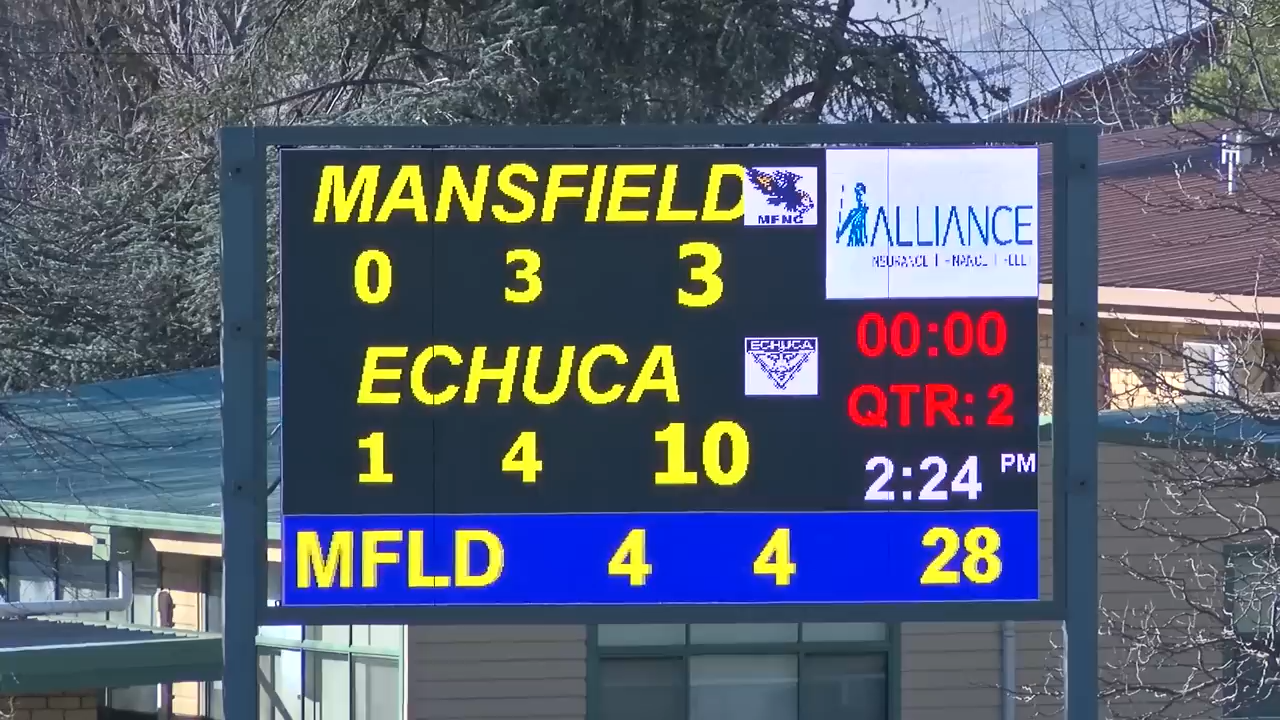 MANSFIELD
MFNC
0 3 3
ECHUCA
ECHUCA
1 4 10
MFLD 4 4 28
ALLIANCE
00:00
QTR: 2
2:24 PM